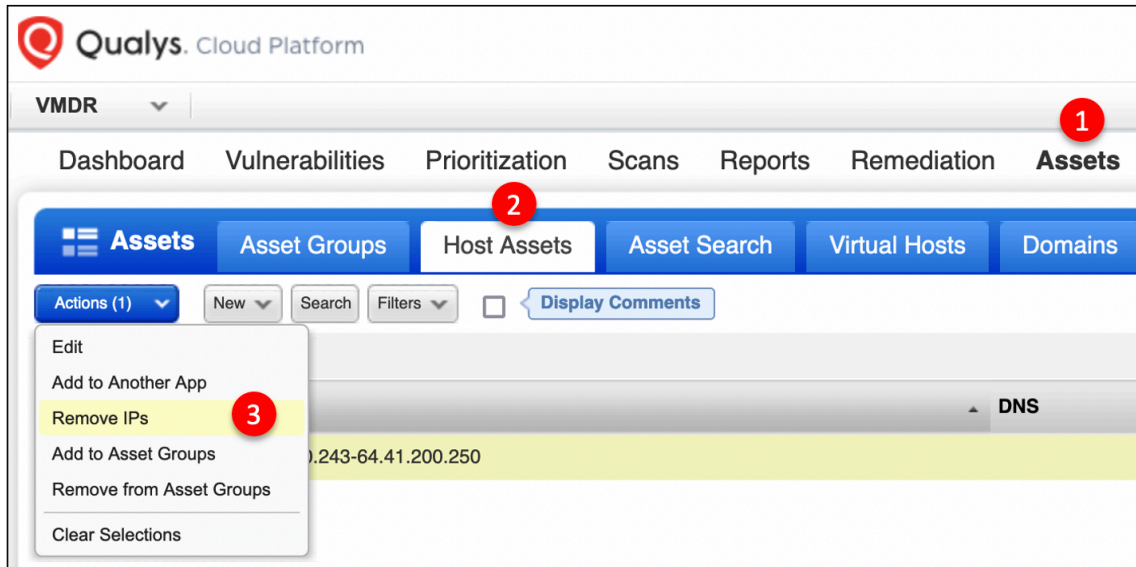 Qualys. Cloud Platform
VMDR
1
Dashboard Vulnerabilities Prioritization Scans Reports Remediation Assets
2
Assets Asset Groups Host Assets Asset Search Virtual Hosts Domains
Actions (1) New Search Filters Display Comments
Edit
Add to Another App
Remove IPs 3
DNS
Add to Asset Groups
.243-64.41.200.250
Remove from Asset Groups
Clear Selections